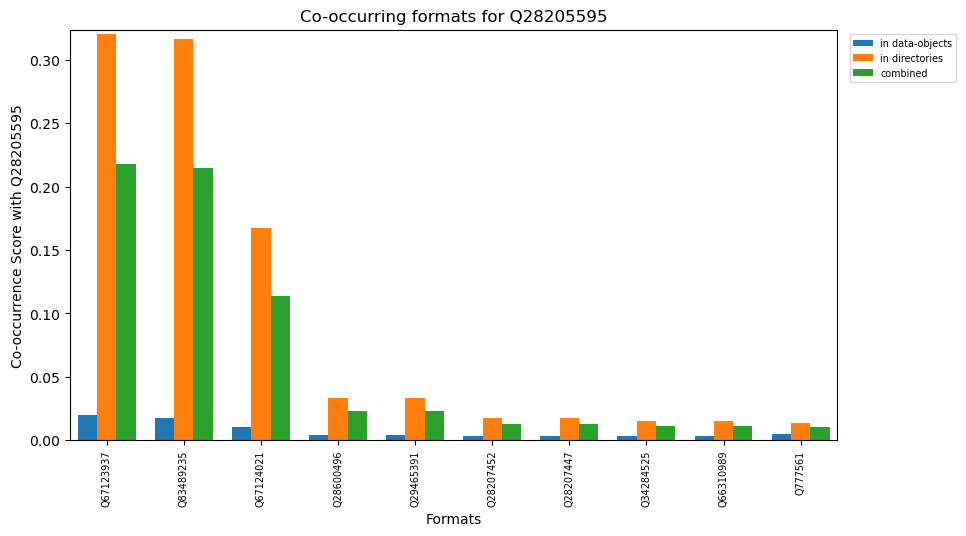 Co-occurring formats for Q28205595
in data-objects
in directories
combined
Co-occurrence Score with Q28205595
0.30
0.25
0.20
0.15
0.10
0.05
0.00
Q67123937
Q83489235
Q67124021
Q28600496
Q29465391
Q28207452
Q28207447
Q34284525
Q66310989
Q777561
Formats